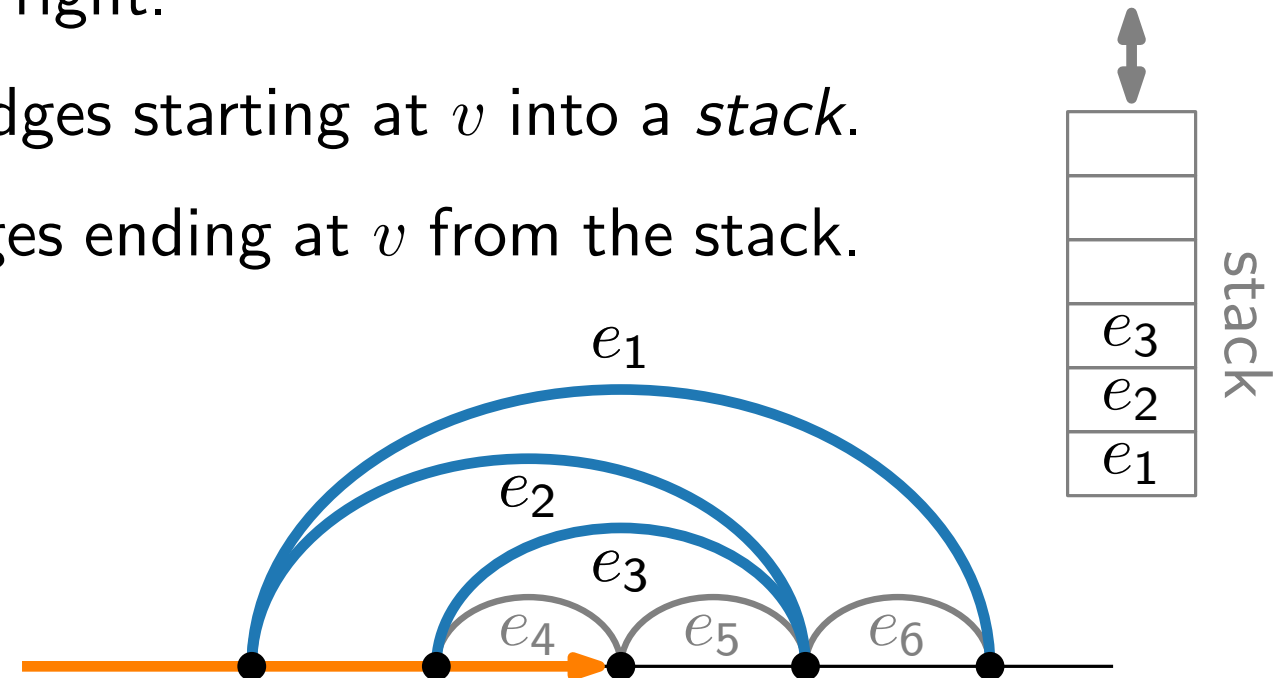 right.
dges starting at v into a stack.
ges ending at v from the stack.
stack
e3
e2
e1
e1
e2
e3
e4 e5 e6